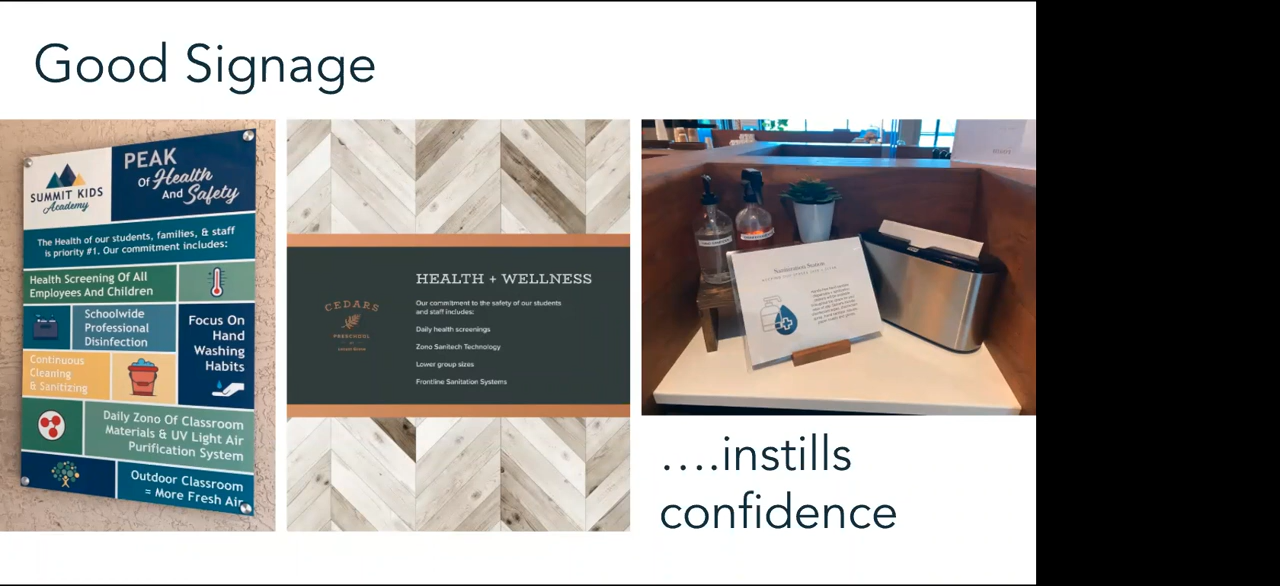 Good Signage
SUMMIT KIDS
Academy
PEAK
Of Health
And Safety
The Health of our students, families, & staff
is priority #1. Our commitment includes:
Health Screening Of All
Employees And Children
Schoolwide
Professional
Disinfection
Focus On
Hand
Washing
Habits
Continuous
Cleaning
& Sanitizing
Daily Zono Of Classroom
Materials & UV Light Air
Purification System
Outdoor Classroom
= More Fresh Air
CEDARS
PRESCHOOL
HEALTH + WELLNESS
Our commitment to the safety of our students
and staff includes:
Daily health screenings
Zono Sanitech Technology
Lower group sizes
Frontline Sanitation Systems
Sanitization Station
....instills
confidence